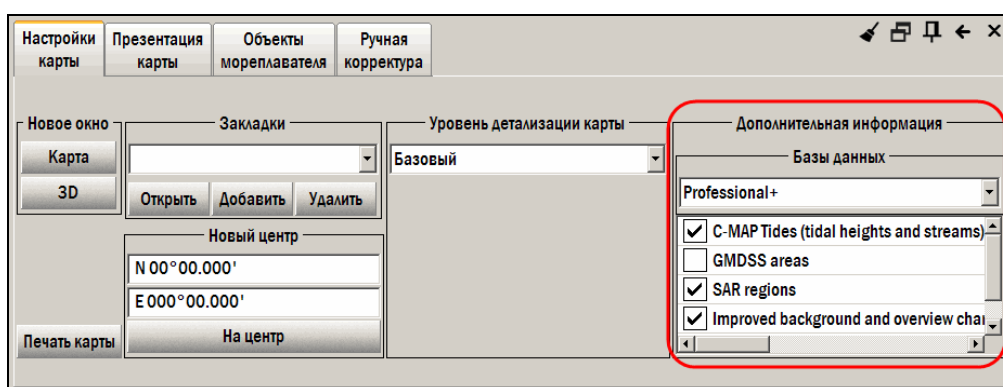 Настройки карты
Презентация карты
Объекты мореплавателя
Ручная корректура
Новое окно
Карта
3D
Печать карты
Закладки
Открыть Добавить Удалить
Новый центр
N 00°00.000'
E 000°00.000'
На центр
Уровень детализации карты
Базовый
Дополнительная информация
Базы данных
Professional+
C-MAP Tides (tidal heights and streams)
GMDSS areas
SAR regions
Improved background and overview